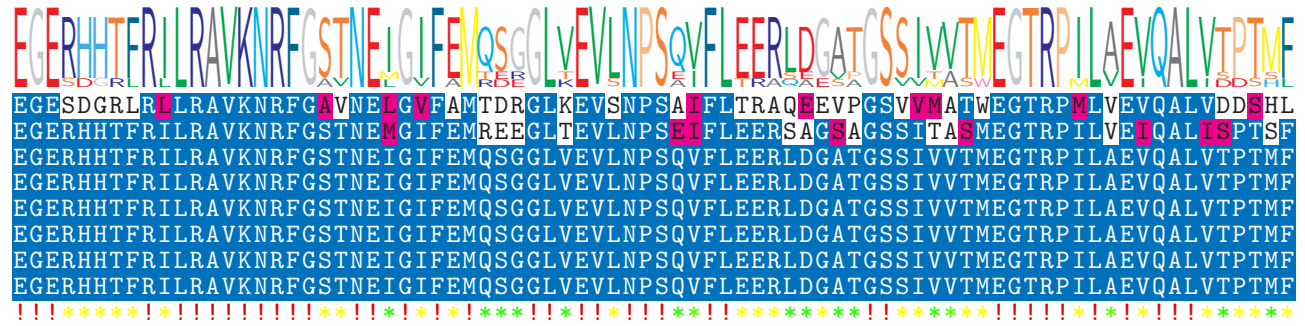 EGERHHTFRILRAVKNRFGSTNEIGIFEMQSGGLVEVLNPSQVFLEERLDGATGSSIVVTMEGTRPILAEVQALVTPTMF
EGESDGRLRLLRAVKNRFGAVNELGVFAMTDRGLKEVSNPSAIFLTRAQEEVPGSVVMATWEGTRPMLVEVQALVDDSHL
EGERHHTFRILRAVKNRFGSTNEMGIFEMREEGLTEVLNPSEIFLEERSAGSAGSSITASMEGTRPILVEIQALISPTSF
EGERHHTFRILRAVKNRFGSTNEIGIFEMQSGGLVEVLNPSQVFLEERLDGATGSSIVVTMEGTRPILAEVQALVTPTMF
EGERHHTFRILRAVKNRFGSTNEIGIFEMQSGGLVEVLNPSQVFLEERLDGATGSSIVVTMEGTRPILAEVQALVTPTMF
EGERHHTFRILRAVKNRFGSTNEIGIFEMQSGGLVEVLNPSQVFLEERLDGATGSSIVVTMEGTRPILAEVQALVTPTMF
EGERHHTFRILRAVKNRFGSTNEIGIFEMQSGGLVEVLNPSQVFLEERLDGATGSSIVVTMEGTRPILAEVQALVTPTMF
EGERHHTFRILRAVKNRFGSTNEIGIFEMQSGGLVEVLNPSQVFLEERLDGATGSSIVVTMEGTRPILAEVQALVTPTMF
EGERHHTFRILRAVKNRFGSTNEIGIFEMQSGGLVEVLNPSQVFLEERLDGATGSSIVVTMEGTRPILAEVQALVTPTMF
!!!*****!*!!!!!!!!!**!!*!*!*!***!!*!!*!!!**!!********!!******!!!!!*!*!*!!!******